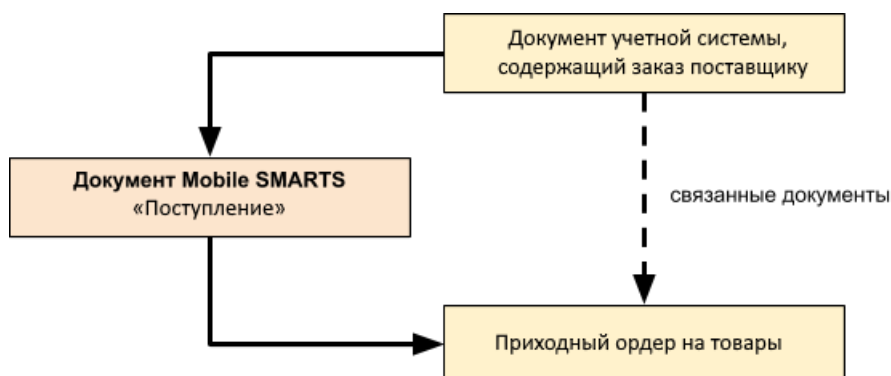 Документ учетной системы,
содержащий заказ поставщику
Документ Mobile SMARTS
«Поступление»
связанные документы
Приходный ордер на товары